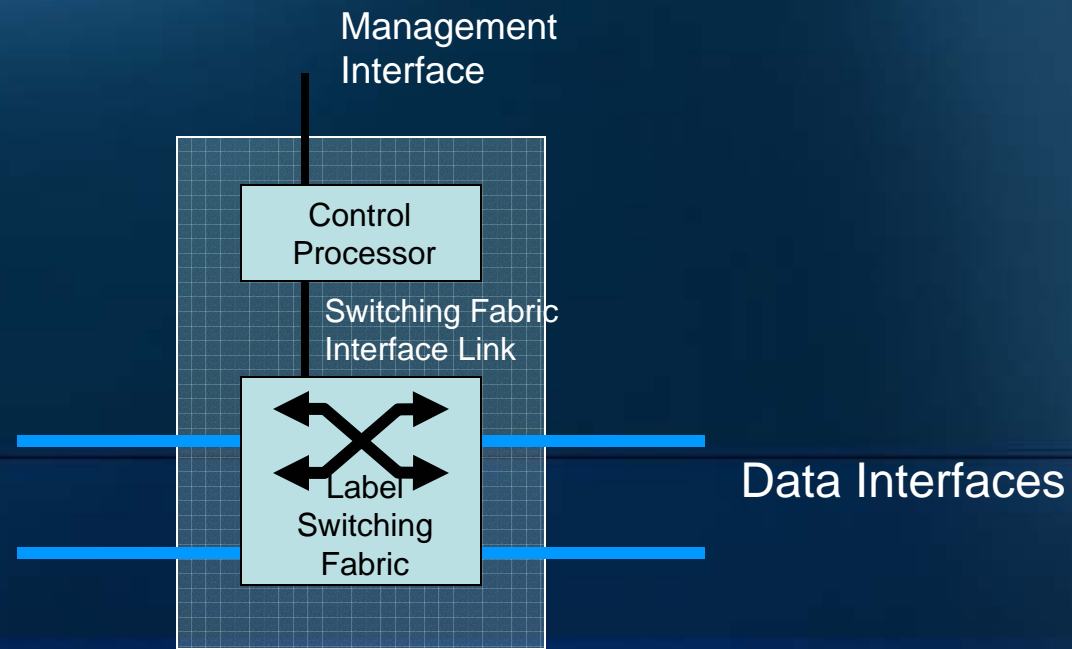 Management
Interface
Control
Processor
Switching Fabric
Interface Link
Label
Switching
Fabric
Data Interfaces